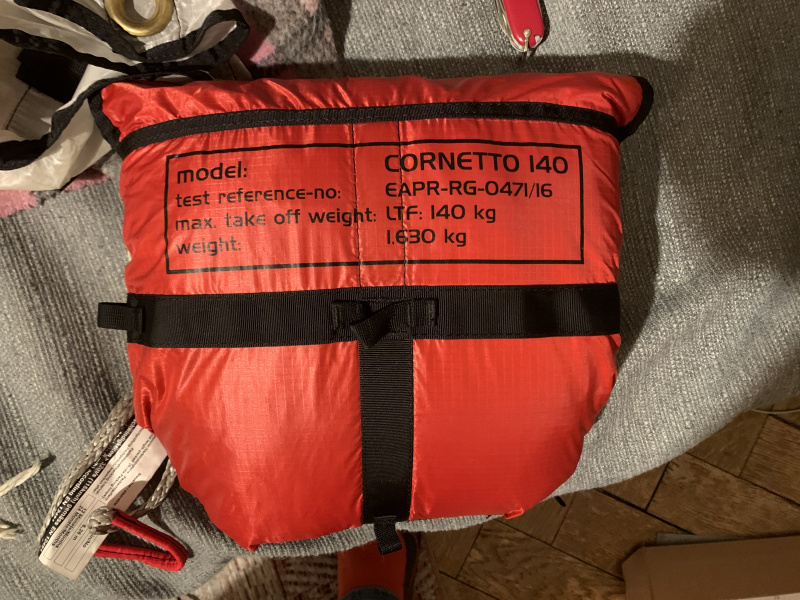 model: CORNETTO 140
test reference-no: EAPR-RG-0471/16
max. take off weight: LTF: 140 kg
weight: 1,630 kg